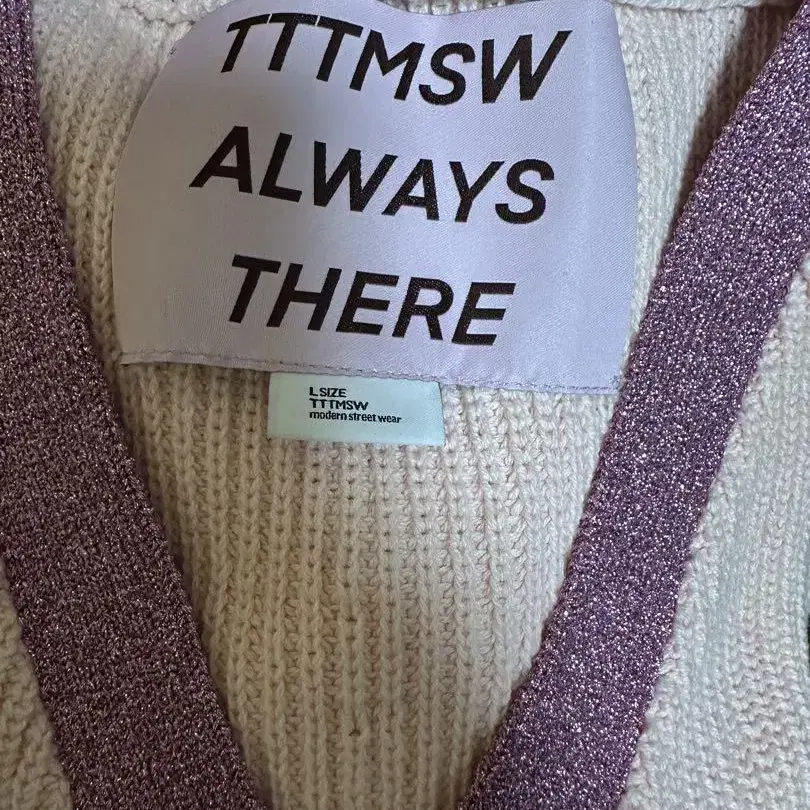 TTTMSW
ALWAYS
THERE
L SIZE
TTTMSW
modern street wear